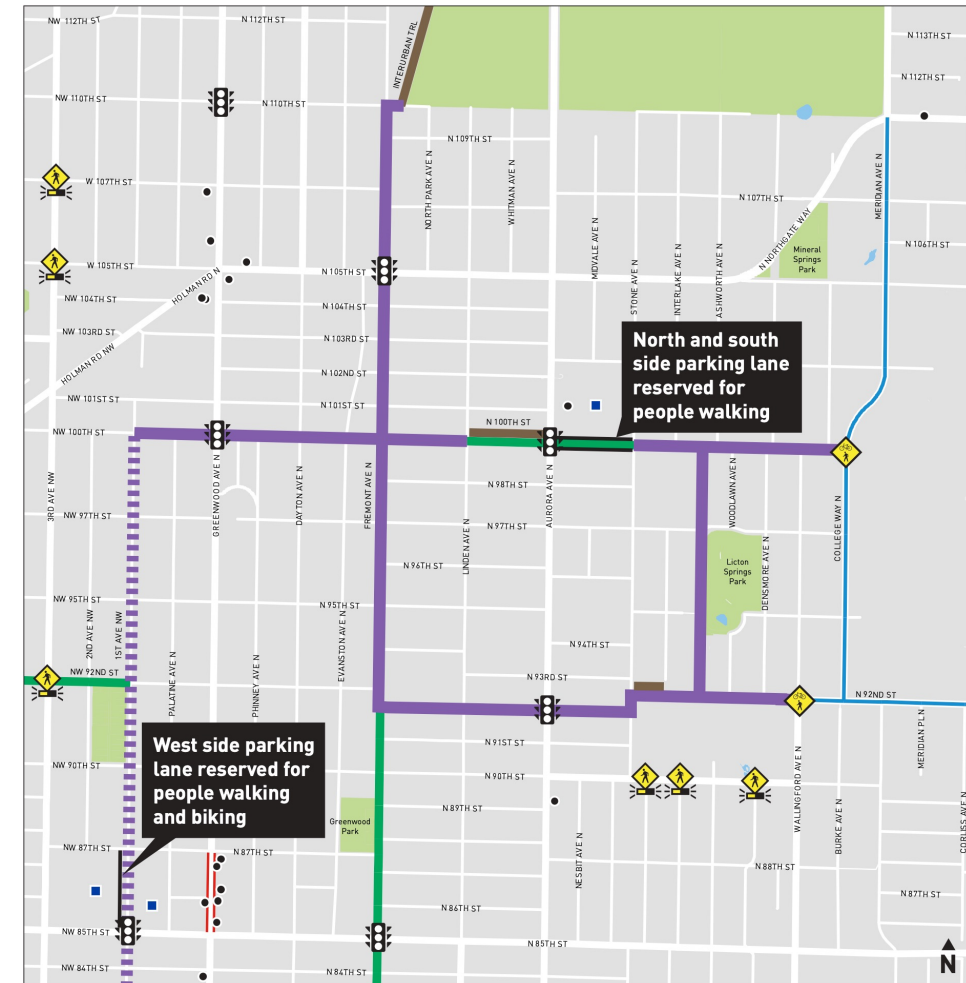 NW 112TH ST
N 112TH ST
INTERURBAN TRL
N 113TH ST
N 112TH ST
NW 110TH ST
N 110TH ST
N 109TH ST
NORTH PARK AVE N
WHITMAN AVE N
MERIDIAN AVE N
W 107TH ST
N 107TH ST
N NORTHGATE WAY
MIDVALE AVE N
STONE AVE N
INTERLAKE AVE N
ASHWORTH AVE N
Mineral
Springs
Park
N 106TH ST
W 105TH ST
HOLMAN RD N
N 105TH ST
NW 104TH ST
N 104TH ST
NW 103RD ST
N 103RD ST
HOLMAN RD NW
N 102ND ST
North and south
side parking lane
reserved for
people walking
NW 101ST ST
N 101ST ST
NW 100TH ST
N 100TH ST
3RD AVE NW
GREENWOOD AVE N
DAYTON AVE N
FREMONT AVE N
AURORA AVE N
WOODLAWN AVE N
COLLEGE WAY N
N 98TH ST
NW 97TH ST
N 97TH ST
LINDEN AVE N
N 96TH ST
Licton
Springs
Park
DENSMORE AVE N
NW 95TH ST
N 95TH ST
2ND AVE NW
1ST AVE NW
EVANSTON AVE N
N 94TH ST
NW 92ND ST
PALATINE AVE N
PHINNEY AVE N
N 93RD ST
N 92ND ST
West side parking
lane reserved for
people walking
and biking
N 91ST ST
MERIDIAN PL N
NW 90TH ST
N 90TH ST
WALLINGFORD AVE N
BURKE AVE N
CORLISS AVE N
Greenwood
Park
N 89TH ST
NESBIT AVE N
NW 87TH ST
N 87TH ST
N 88TH ST
N 87TH ST
N 86TH ST
NW 85TH ST
N 85TH ST
NW 84TH ST
N 84TH ST
N